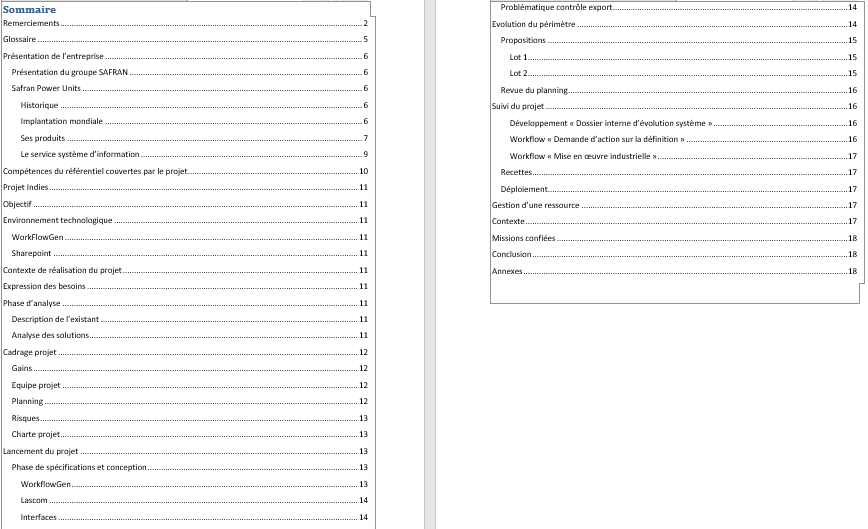 Sommaire
Remerciements 2
Glossaire 5
Présentation de l'entreprise 6
Présentation du groupe SAFRAN 6
Safran Power Units 6
Historique 6
Implantation mondiale 6
Ses produits 7
Le service système d'information 9
Compétences du référentiel couvertes par le projet 10
Projet Indies 11
Objectif 11
Environnement technologique 11
WorkFlowGen 11
Sharepoint 11
Contexte de réalisation du projet 11
Expression des besoins 11
Phase d'analyse 11
Description de l'existant 11
Analyse des solutions 11
Cadrage projet 12
Gains 12
Equipe projet 12
Planning 12
Risques 13
Charte projet 13
Lancement du projet 13
Phase de spécifications et conception 13
WorkflowGen 13
Lascom 14
Interfaces 14
Problématique contrôle export 14
Evolution du périmètre 14
Propositions 15
Lot 1 15
Lot 2 15
Revue du planning 16
Suivi du projet 16
Développement « Dossier interne d'évolution système » 16
Workflow « Demande d'action sur la définition » 16
Workflow « Mise en œuvre industrielle » 17
Recettes 17
Déploiement 17
Gestion d'une ressource 17
Contexte 17
Missions confiées 18
Conclusion 18
Annexes 18